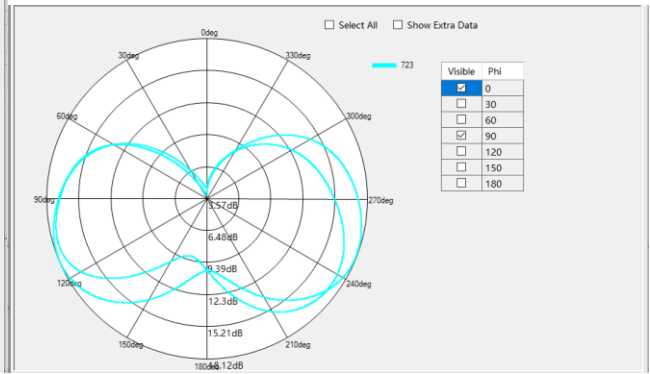 Select All
Show Extra Data
0deg
30deg
330deg
723
Visible Phi
0
30
60
90
120
150
180
60deg
300deg
90deg
270deg
3.57dB
6.48dB
9.39dB
120deg
240deg
12.3dB
15.21dB
150deg
210deg
180deg
18.12dB